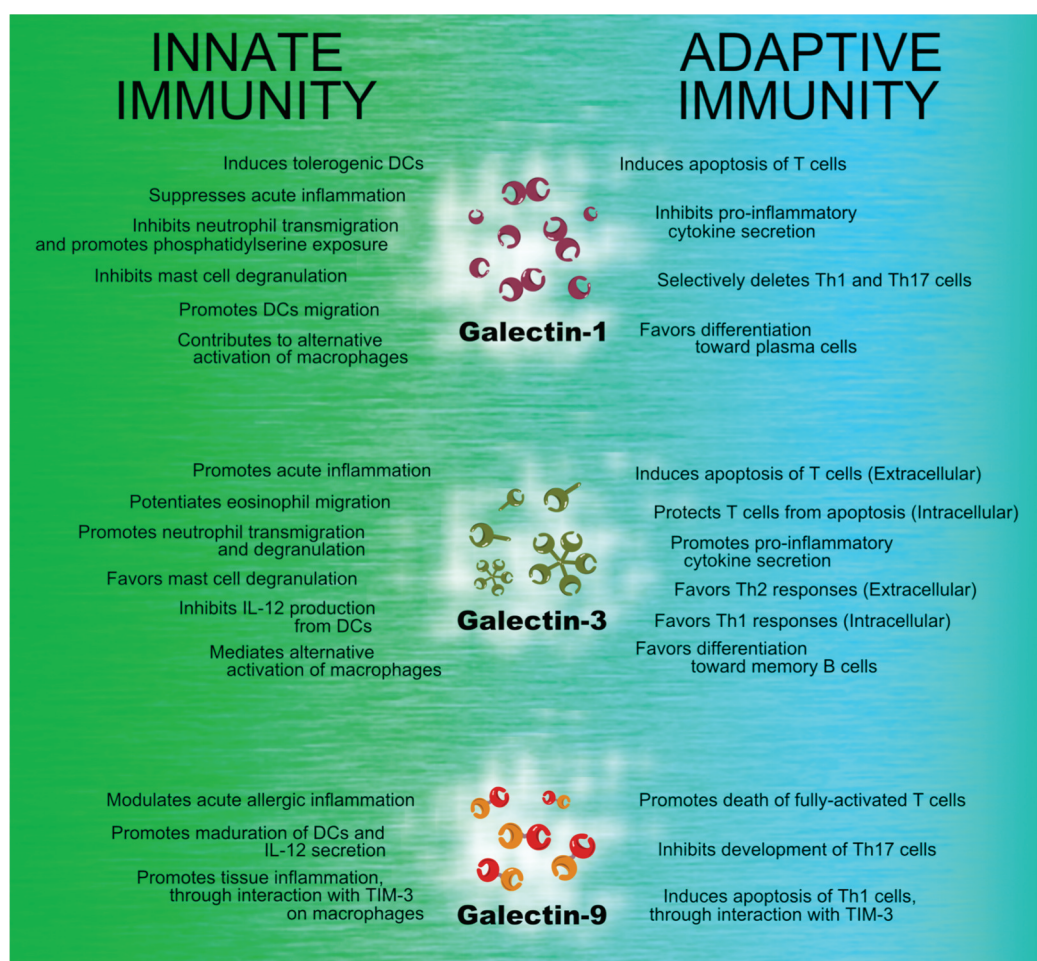 INNATE
IMMUNITY
ADAPTIVE
IMMUNITY
Induces tolerogenic DCs
Suppresses acute inflammation
Inhibits neutrophil transmigration
and promotes phosphatidylserine exposure
Inhibits mast cell degranulation
Promotes DCs migration
Contributes to alternative
activation of macrophages
Galectin-1
Induces apoptosis of T cells
Inhibits pro-inflammatory
cytokine secretion
Selectively deletes Th1 and Th17 cells
Favors differentiation
toward plasma cells
Promotes acute inflammation
Potentiates eosinophil migration
Promotes neutrophil transmigration
and degranulation
Favors mast cell degranulation
Inhibits IL-12 production
from DCs
Mediates alternative
activation of macrophages
Galectin-3
Induces apoptosis of T cells (Extracellular)
Protects T cells from apoptosis (Intracellular)
Promotes pro-inflammatory
cytokine secretion
Favors Th2 responses (Extracellular)
Favors Th1 responses (Intracellular)
Favors differentiation
toward memory B cells
Modulates acute allergic inflammation
Promotes maduration of DCs and
IL-12 secretion
Promotes tissue inflammation,
through interaction with TIM-3
on macrophages
Galectin-9
Promotes death of fully-activated T cells
Inhibits development of Th17 cells
Induces apoptosis of Th1 cells,
through interaction with TIM-3